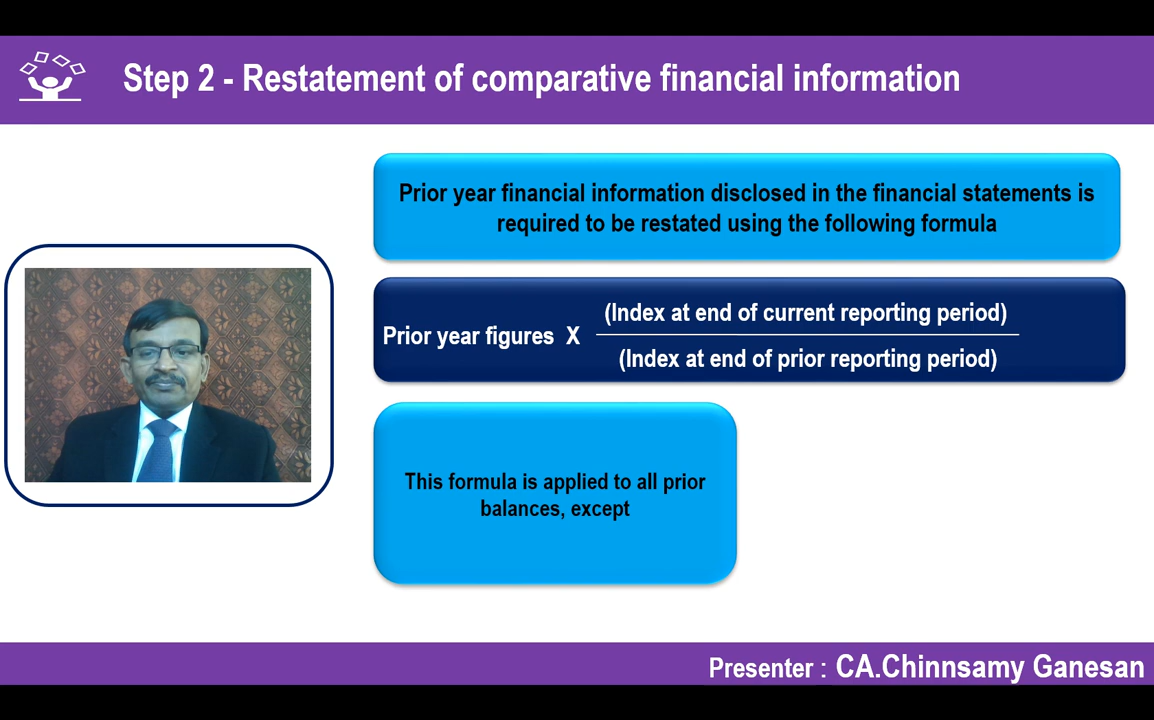 Step 2 - Restatement of comparative financial information
Prior year financial information disclosed in the financial statements is
required to be restated using the following formula
Prior year figures X
(Index at end of current reporting period)
(Index at end of prior reporting period)
This formula is applied to all prior
balances, except
Presenter : CA.Chinnsamy Ganesan